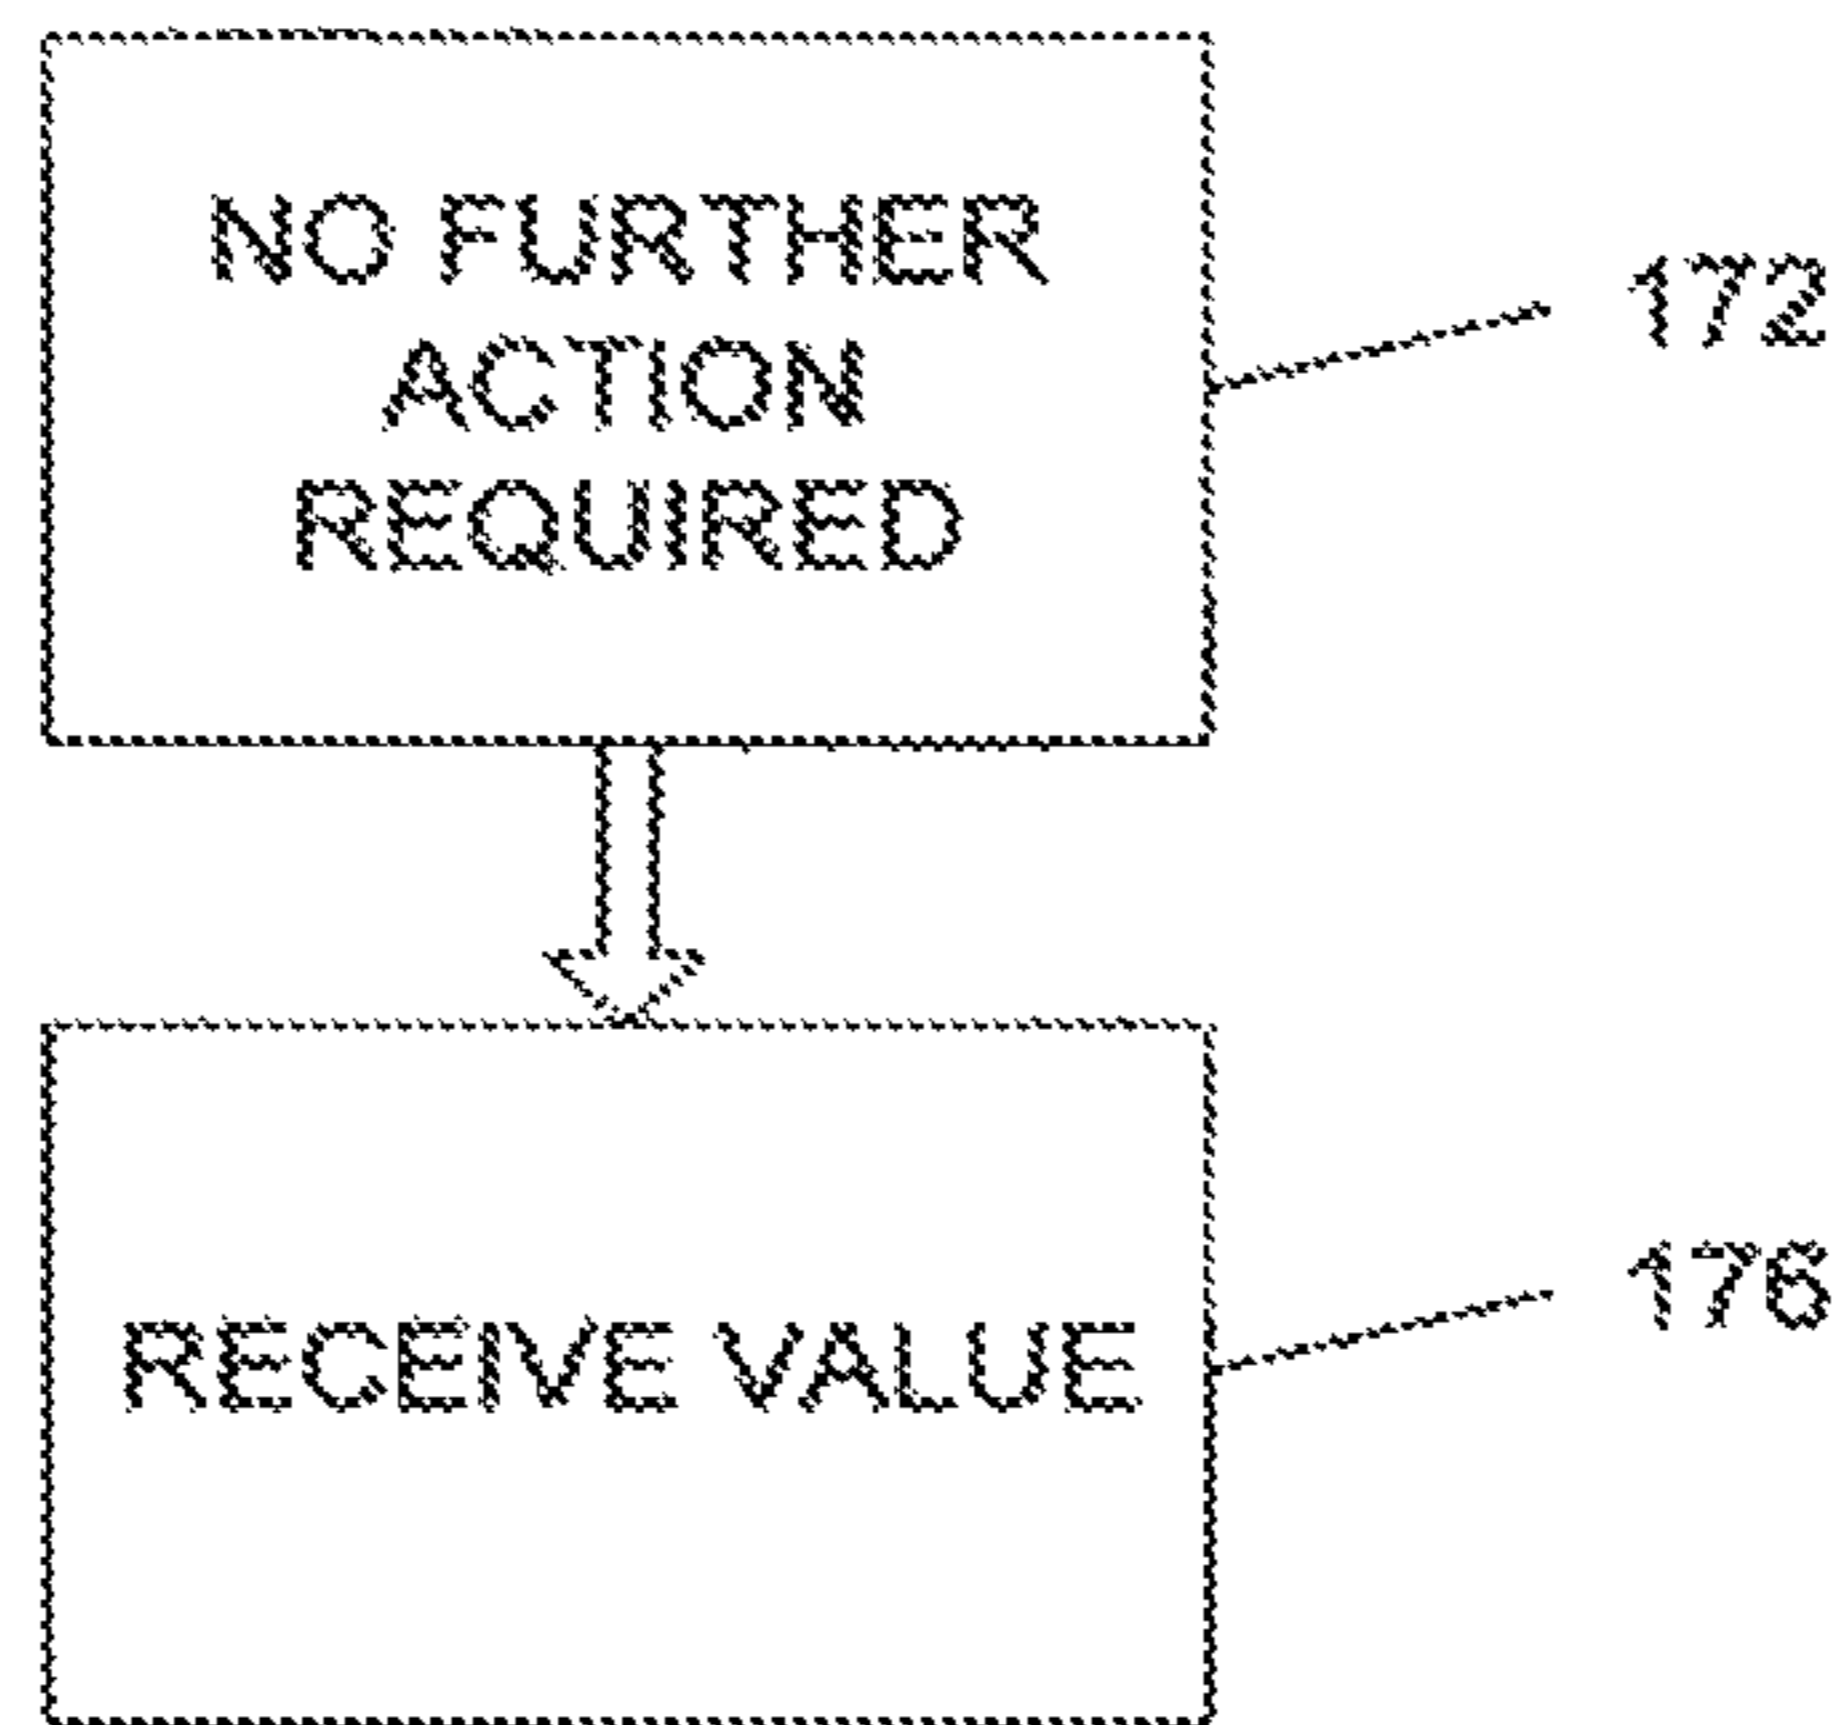 NO FURTHER
ACTION
REQUIRED
172
RECEIVE VALUE
176